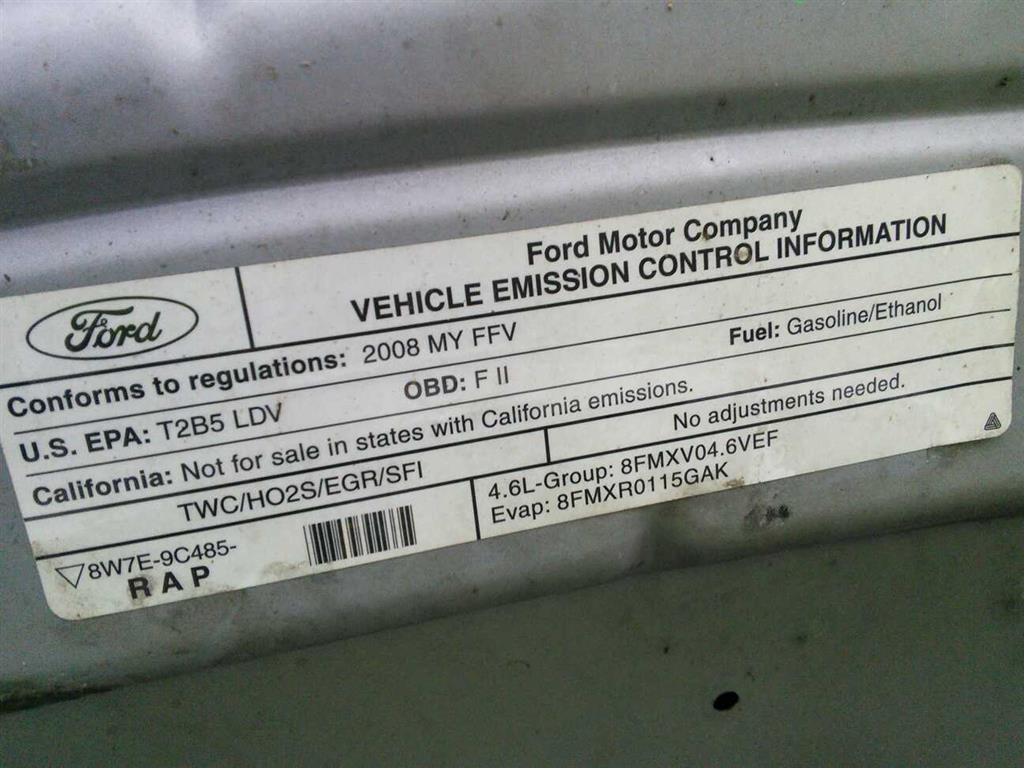 Ford
Ford Motor Company
VEHICLE EMISSION CONTROL INFORMATION
Conforms to regulations: 2008 MY FFV
Fuel: Gasoline/Ethanol
U.S. EPA: T2B5 LDV OBD: F II
California: Not for sale in states with California emissions.
TWC/HO2S/EGR/SFI
No adjustments needed.
4.6L-Group: 8FMXV04.6VEF
Evap: 8FMXR0115GAK
8W7E-9C485-
RAP